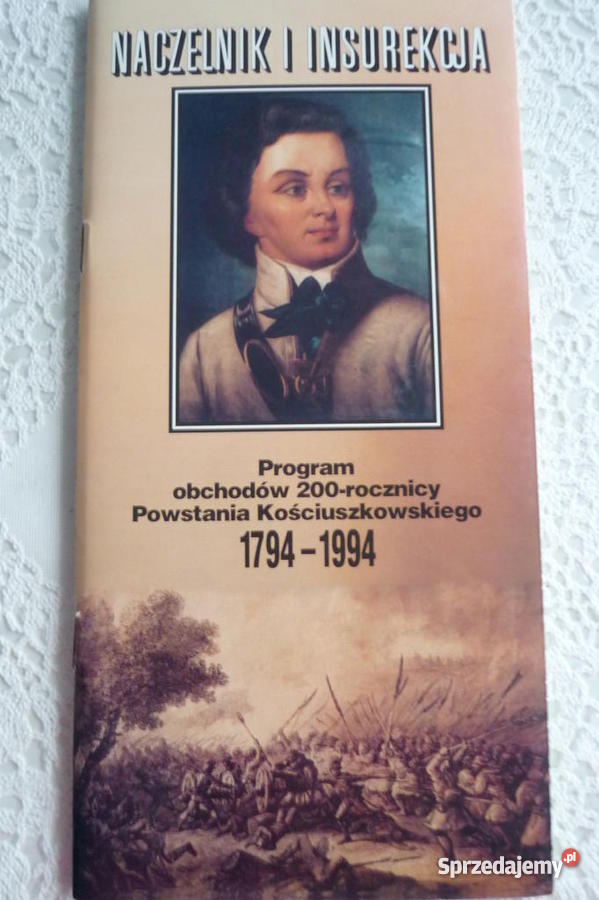 NACZELNIK I INSUREKCJA
Program
obchodów 200-rocznicy
Powstania Kościuszkowskiego
1794–1994
Sprzedajemy.pl